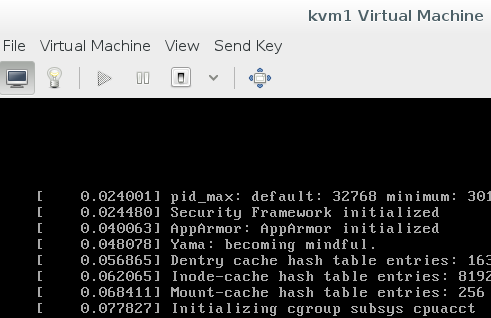 kvm1 Virtual Machine
File Virtual Machine View Send Key
[ 0.024001] pid_max: default: 32768 minimum: 301
[ 0.024480] Security Framework initialized
[ 0.040063] AppArmor: AppArmor initialized
[ 0.048078] Yama: becoming mindful.
[ 0.056865] Dentry cache hash table entries: 163
[ 0.062065] Inode-cache hash table entries: 8192
[ 0.068411] Mount-cache hash table entries: 256
[ 0.077827] Initializing cgroup subsys cpuacct